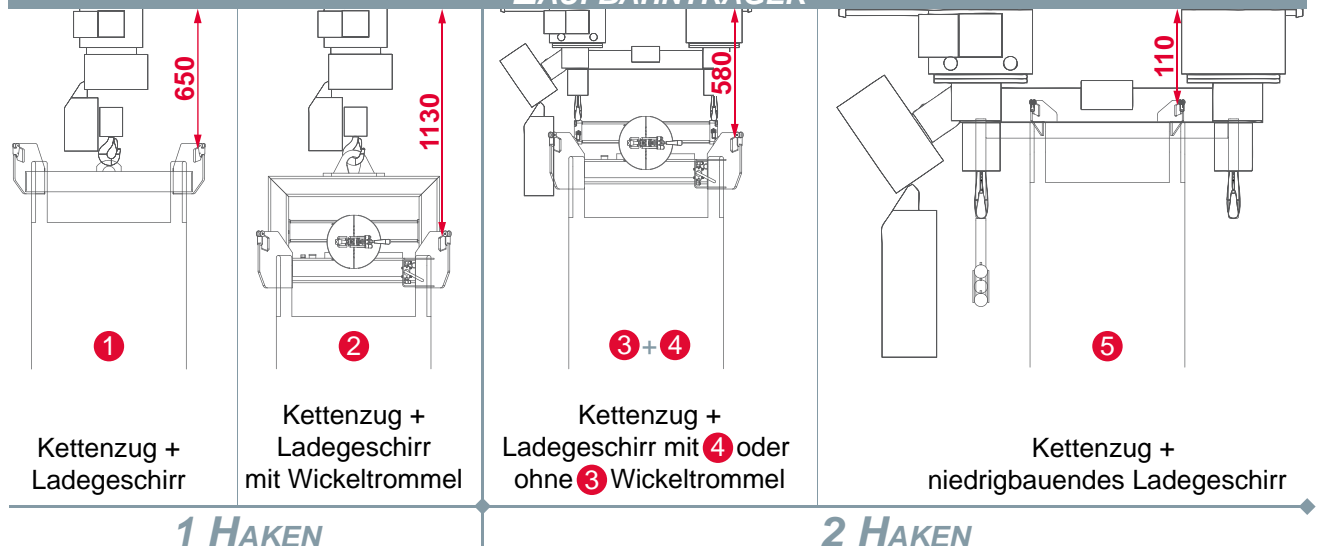 LAUFBAHNTRÄGER
650
1130
580
110
1
2
3 + 4
5
Kettenzug +
Ladegeschirr
Kettenzug +
Ladegeschirr
mit Wickeltrommel
Kettenzug +
Ladegeschirr mit 4 oder
ohne 3 Wickeltrommel
Kettenzug +
niedrigbauendes Ladegeschirr
1 HAKEN
2 HAKEN